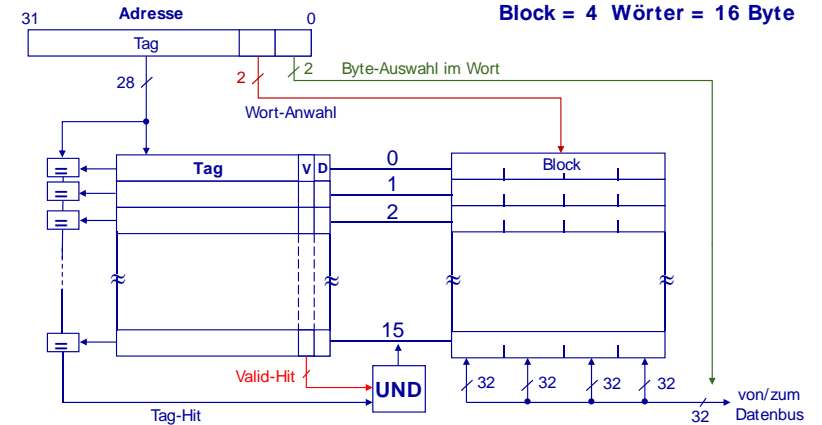 Adresse
Block = 4 Wörter = 16 Byte
31
0
Tag
28
2
2
Byte-Auswahl im Wort
Wort-Anwahl
=
Tag
V
D
0
Block
=
1
=
2
≈
≈
≈
≈
=
15
Valid-Hit
UND
32
32
32
32
Tag-Hit
32
von/zum
Datenbus